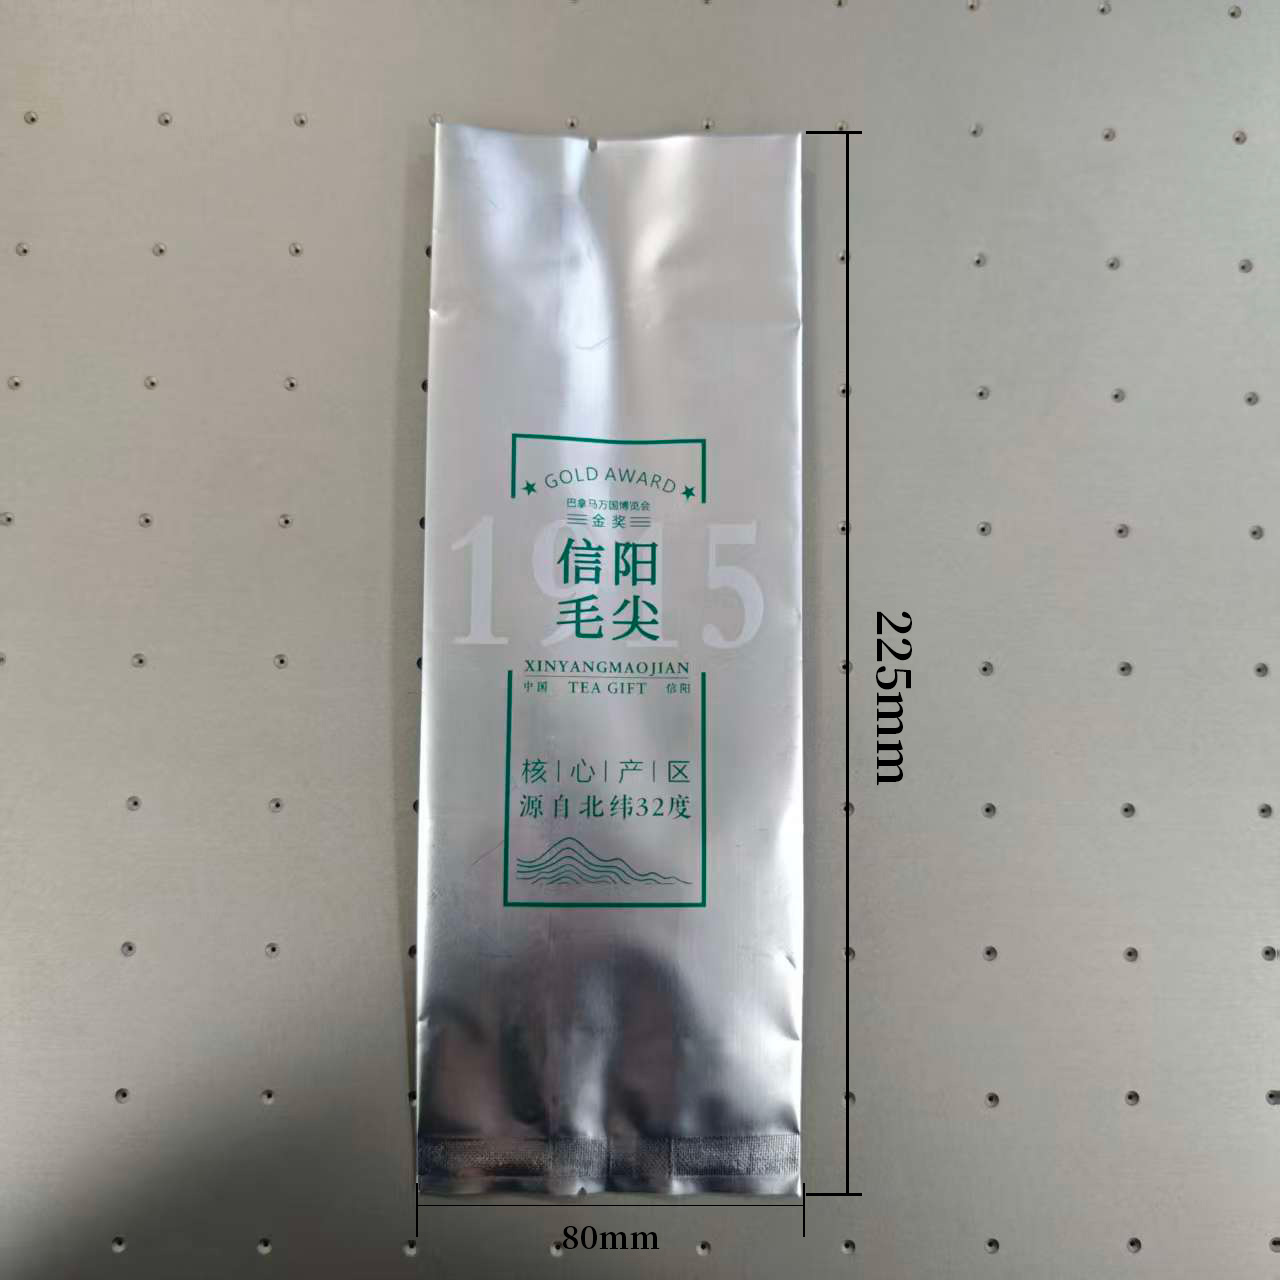 GOLD AWARD
巴拿马万国博览会
金奖
1915
信阳
毛尖
XINYANGMAOJIAN
中国 TEA GIFT 信阳
核|心|产|区
源自北纬32度
225mm
80mm